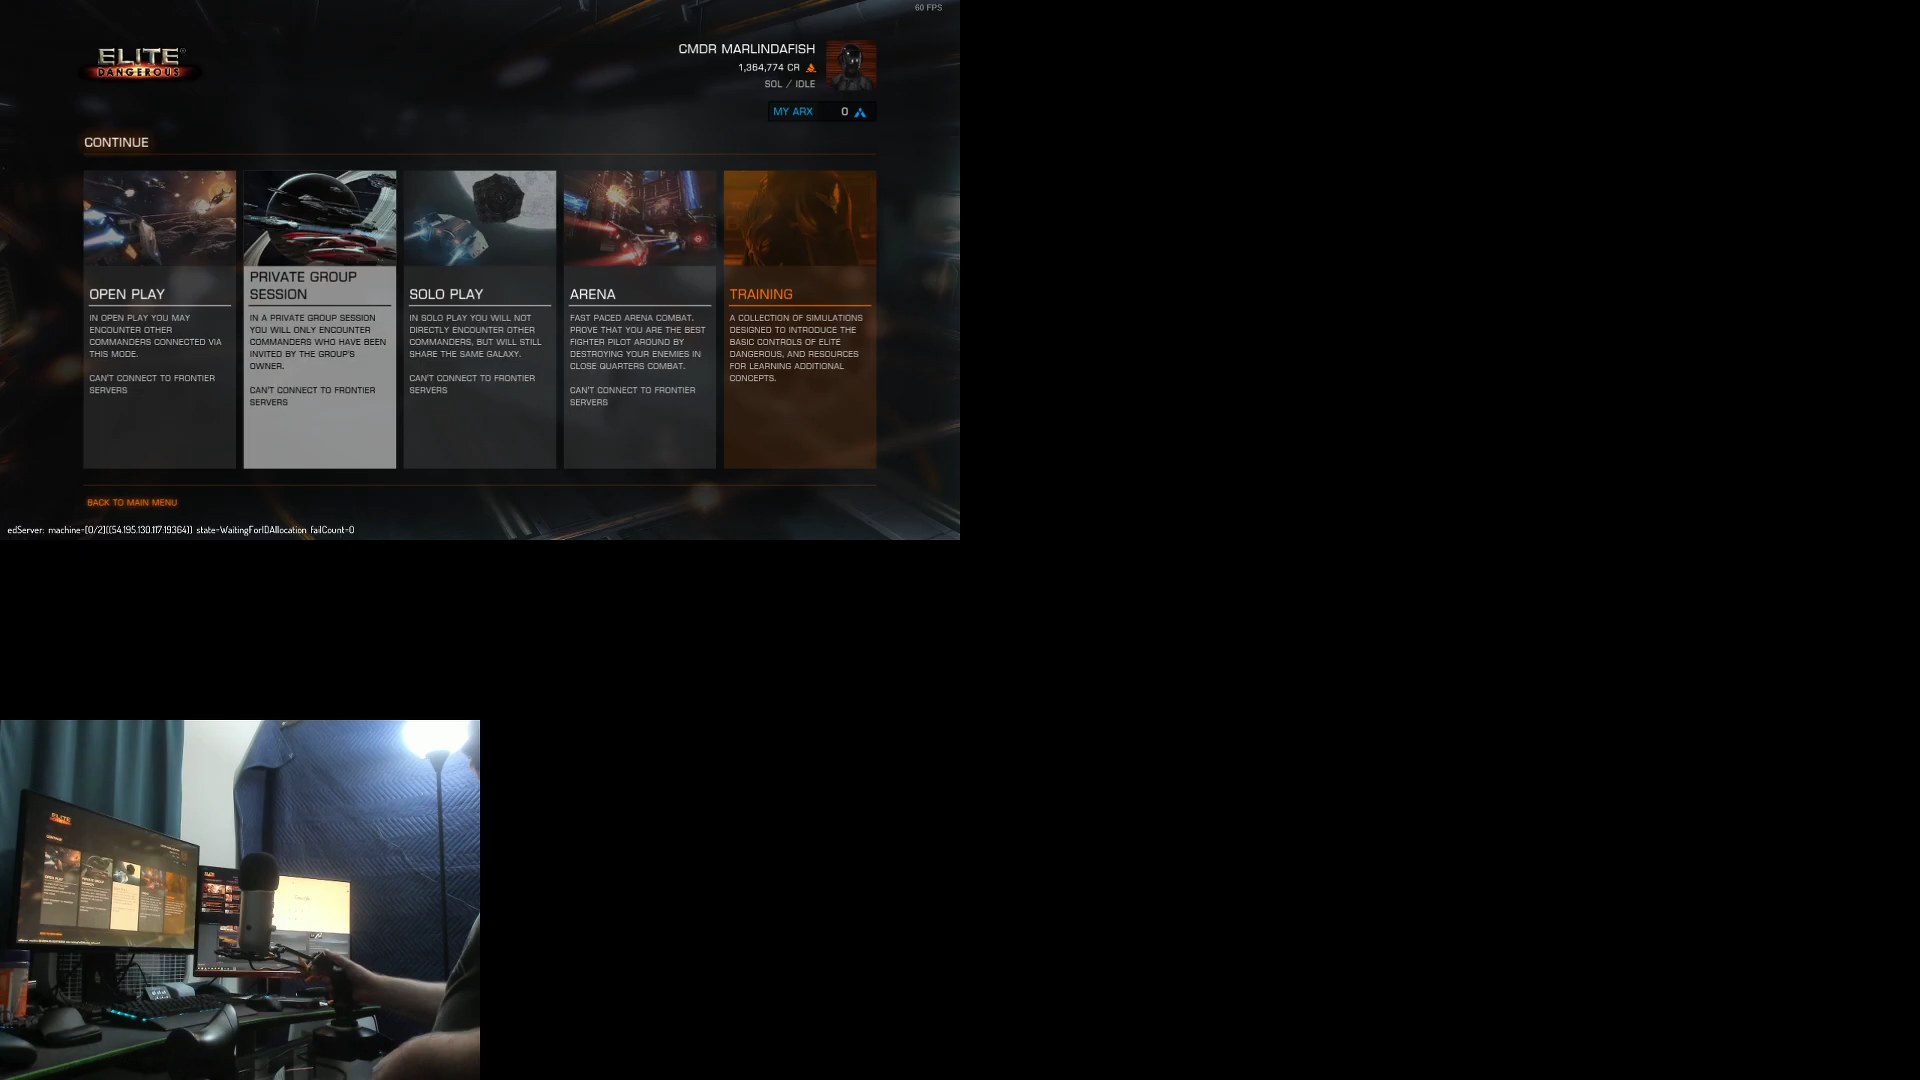 60 FPS
ELITE
DANGEROUS
CMDR MARLINDAFISH
1,364,774 CR
SOL / IDLE
MY ARX 0
CONTINUE
OPEN PLAY
IN OPEN PLAY YOU MAY
ENCOUNTER OTHER
COMMANDERS CONNECTED VIA
THIS MODE.
CAN'T CONNECT TO FRONTIER
SERVERS
PRIVATE GROUP
SESSION
IN A PRIVATE GROUP SESSION
YOU WILL ONLY ENCOUNTER
COMMANDERS WHO HAVE BEEN
INVITED BY THE GROUP'S
OWNER.
CAN'T CONNECT TO FRONTIER
SERVERS
SOLO PLAY
IN SOLO PLAY YOU WILL NOT
DIRECTLY ENCOUNTER OTHER
COMMANDERS, BUT WILL STILL
SHARE THE SAME GALAXY.
CAN'T CONNECT TO FRONTIER
SERVERS
ARENA
FAST PACED ARENA COMBAT.
PROVE THAT YOU ARE THE BEST
FIGHTER PILOT AROUND BY
DESTROYING YOUR ENEMIES IN
CLOSE QUARTERS COMBAT.
CAN'T CONNECT TO FRONTIER
SERVERS
TRAINING
A COLLECTION OF SIMULATIONS
DESIGNED TO INTRODUCE THE
BASIC CONTROLS OF ELITE
DANGEROUS, AND RESOURCES
FOR LEARNING ADDITIONAL
CONCEPTS.
BACK TO MAIN MENU
edServer: machine=[0/2]((54.195.130.117:19364)) state=WaitingForIDAllocation failCount=0
ELITE